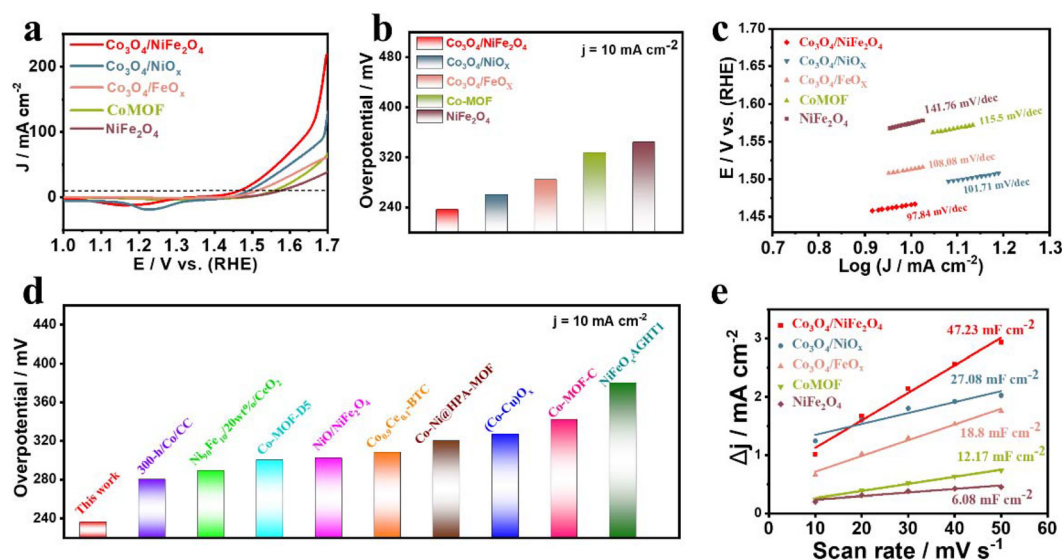 a
Co₃O₄/NiFe₂O₄
Co₃O₄/NiOₓ
Co₃O₄/FeOₓ
CoMOF
NiFe₂O₄
J / mA cm⁻²
200
150
100
50
0
1.0 1.1 1.2 1.3 1.4 1.5 1.6 1.7
E / V vs. (RHE)
b
j = 10 mA cm⁻²
Co₃O₄/NiFe₂O₄
Co₃O₄/NiOₓ
Co₃O₄/FeOₓ
Co-MOF
NiFe₂O₄
Overpotential / mV
480
400
320
240
c
Co₃O₄/NiFe₂O₄
Co₃O₄/NiOₓ
Co₃O₄/FeOₓ
CoMOF
NiFe₂O₄
141.76 mV/dec
115.5 mV/dec
108.08 mV/dec
101.71 mV/dec
97.84 mV/dec
E / V vs. (RHE)
1.65
1.60
1.55
1.50
1.45
0.7 0.8 0.9 1.0 1.1 1.2 1.3
Log (J / mA cm⁻²)
d
j = 10 mA cm⁻²
Overpotential / mV
440
400
360
320
280
240
This work
300-h/Co/CC
Co-MOF-D5
NiO/NiFe₂O₄
Co₀.₉Ce₀.₁-BTC
Co-Ni@HPA-MOF
(Co-Cu)Oₓ
Co-MOF-C
NiFeOₓAGHT1
e
Co₃O₄/NiFe₂O₄
Co₃O₄/NiOₓ
Co₃O₄/FeOₓ
CoMOF
NiFe₂O₄
47.23 mF cm⁻²
27.08 mF cm⁻²
18.8 mF cm⁻²
12.17 mF cm⁻²
6.08 mF cm⁻²
Δj / mA cm⁻²
3
2
1
0
0 10 20 30 40 50 60
Scan rate / mV s⁻¹